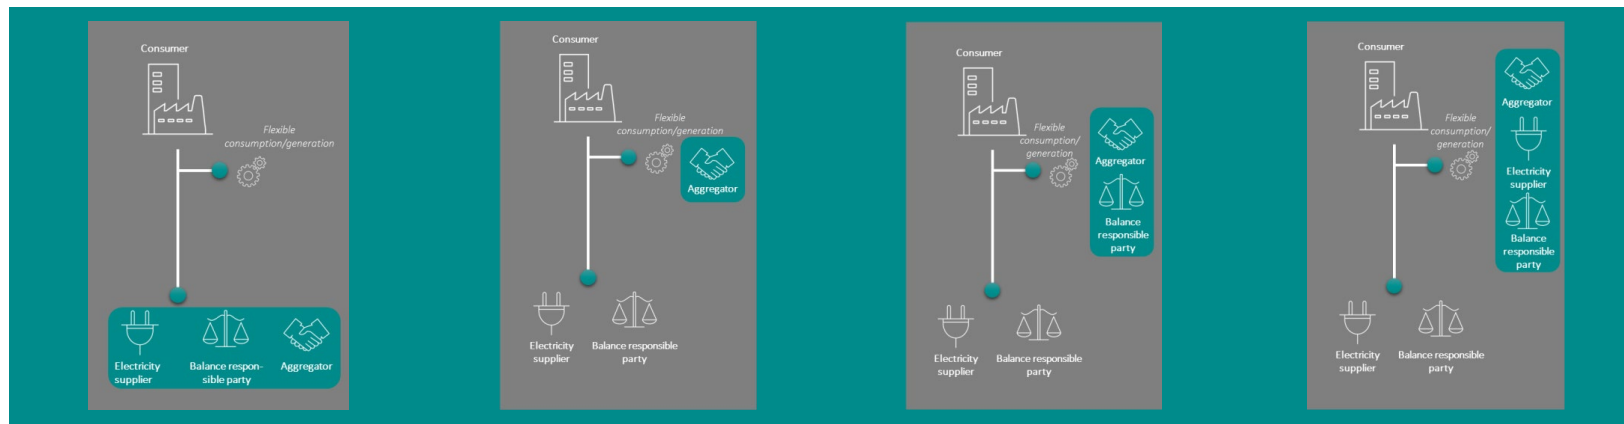 Consumer
Flexible
consumption/generation
Electricity
supplier
Balance respon-
sible party
Aggregator
Consumer
Flexible
consumption/generation
Aggregator
Electricity
supplier
Balance responsible
party
Consumer
Flexible
consumption/
generation
Aggregator
Balance
responsible
party
Electricity
supplier
Balance responsible
party
Consumer
Flexible
consumption/
generation
Aggregator
Electricity
supplier
Balance
responsible
party
Electricity
supplier
Balance responsible
party